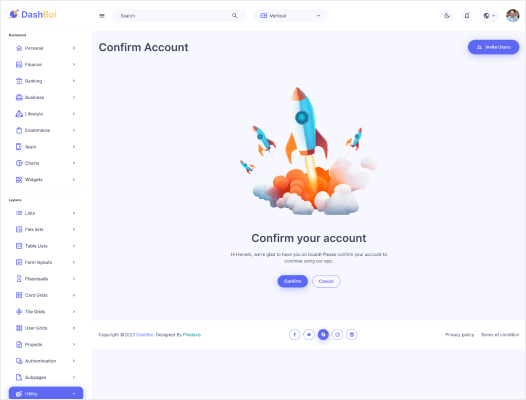 DashBoi
Search
Vertical
Dashboard
Personal
Finance
Banking
Business
Lifestyle
Ecommerce
Apps
Charts
Widgets
Layouts
Lists
Flex lists
Table Lists
Form layouts
Placeloads
Card Grids
Tile Grids
User Grids
Projects
Authentication
Subpages
Utility
Confirm Account
Invite Users
Confirm your account
Hi Henwix, we're glad to have you on board! Please confirm your account to
continue using our app.
Confirm
Cancel
Copyright ©2023 DashBoi. Designed By Pixelaxis
Privacy policy
Terms of condition